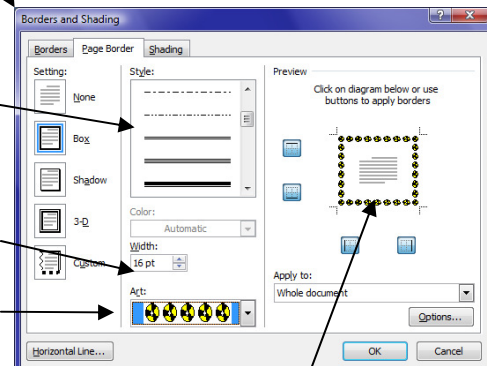 Borders and Shading
Borders Page Border Shading
Setting:
None
Box
Shadow
3-D
Custom
Style:
Color:
Automatic
Width:
16 pt
Art:
Preview
Click on diagram below or use
buttons to apply borders
Apply to:
Whole document
Options...
Horizontal Line...
OK
Cancel